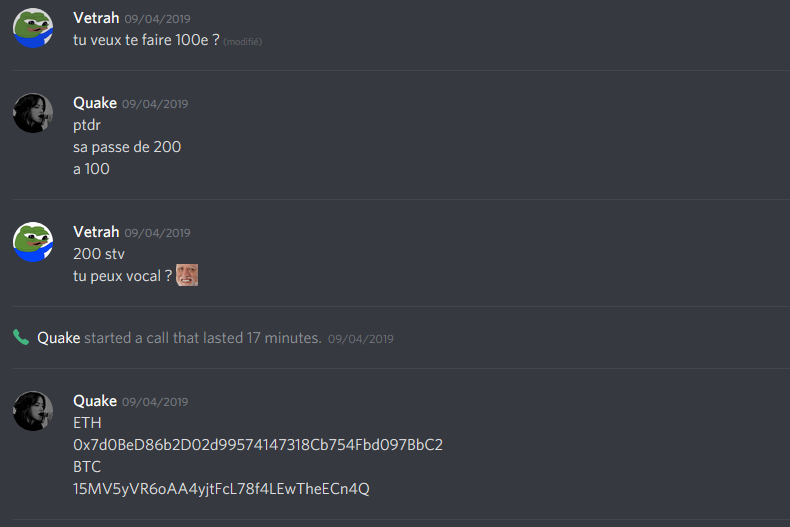 Vetrah 09/04/2019
tu veux te faire 100e ? (modifié)
Quake 09/04/2019
ptdr
sa passe de 200
a 100
Vetrah 09/04/2019
200 stv
tu peux vocal ?
Quake started a call that lasted 17 minutes. 09/04/2019
Quake 09/04/2019
ETH
0x7d0BeD86b2D02d99574147318Cb754Fbd097BbC2
BTC
15MV5yVR6oAA4yjtFcL78f4LEwTheECn4Q